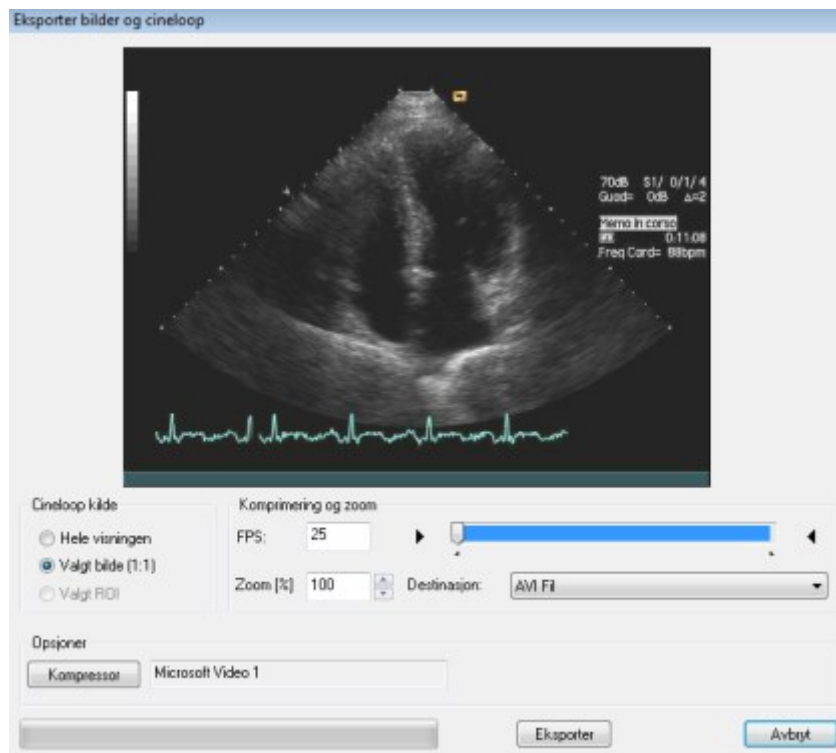 Eksporter bilder og cineloop
70dB S1/ 0/1/4
Guad= 0dB Δ=2
Memo in corso
0:11:08
Freq Card= 88bpm
Cineloop kilde
Hele visningen
Valgt bilde (1:1)
Valgt ROI
Komprimering og zoom
FPS: 25
Zoom [%] 100 Destinasjon: AVI Fil
Opsjoner
Kompressor Microsoft Video 1
Eksporter Avbryt